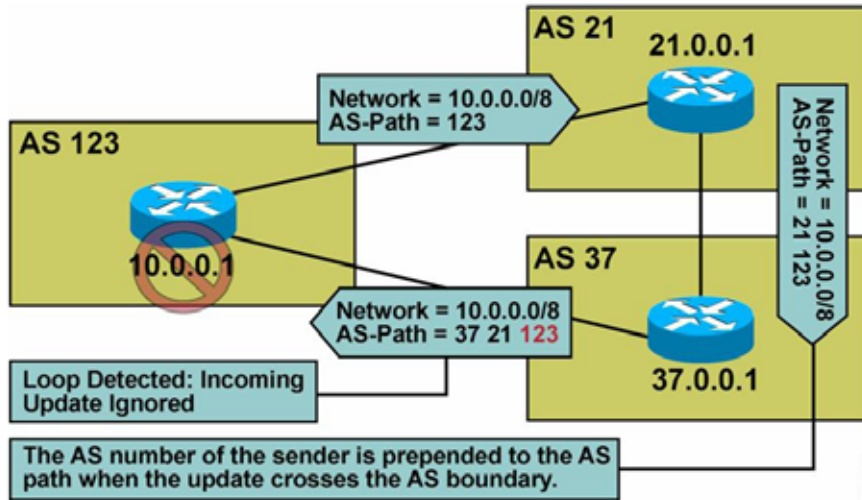 AS 21
21.0.0.1
Network = 10.0.0.0/8
AS-Path = 123
Network = 10.0.0.0/8
AS-Path = 21 123
AS 123
10.0.0.1
AS 37
Network = 10.0.0.0/8
AS-Path = 37 21 123
37.0.0.1
Loop Detected: Incoming
Update Ignored
The AS number of the sender is prepended to the AS
path when the update crosses the AS boundary.